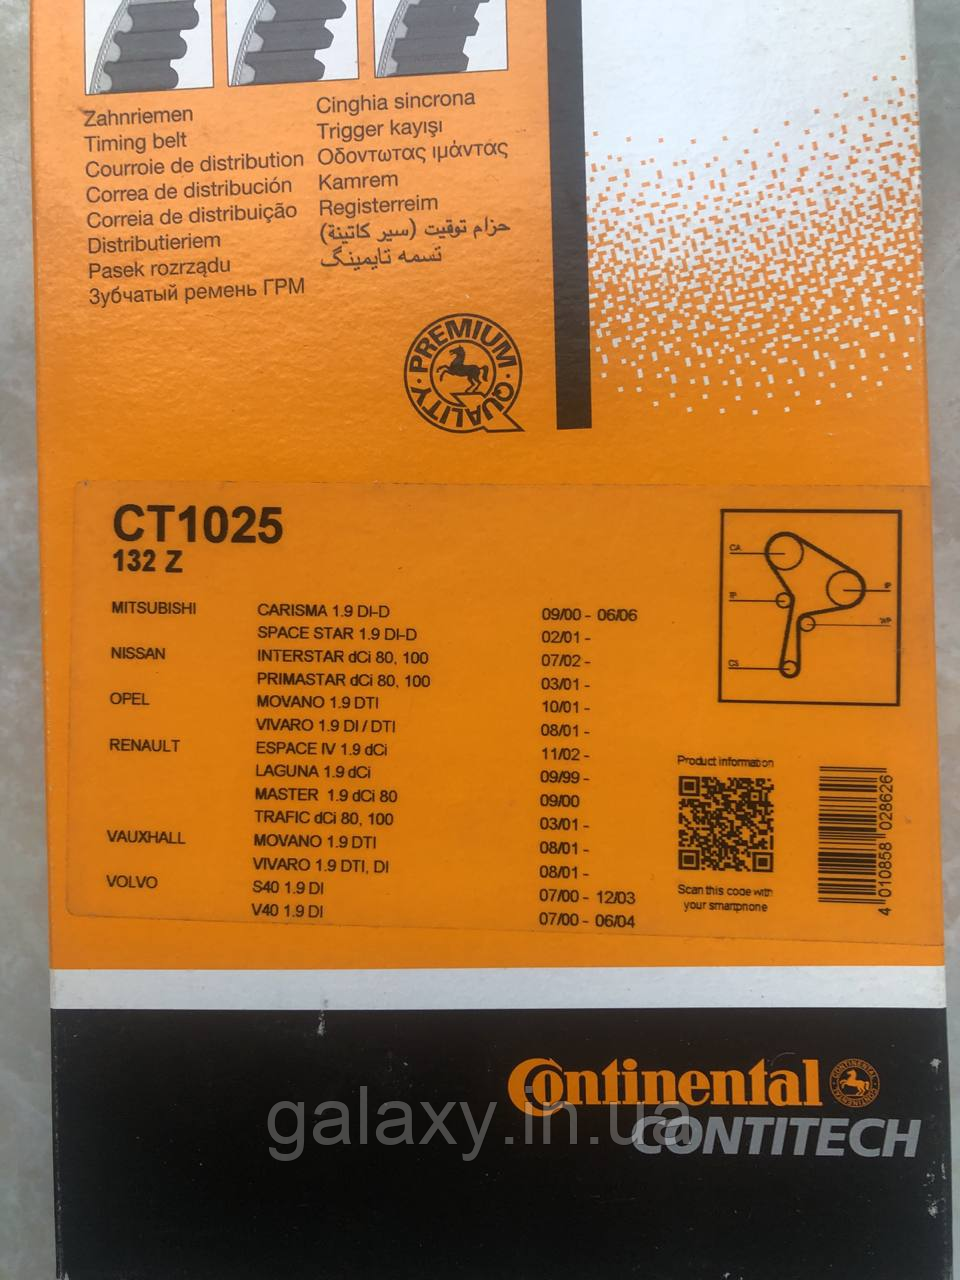 Zahnriemen
Timing belt
Courroie de distribution
Correa de distribución
Correia de distribuição
Distributieriem
Pasek rozrządu
Зубчатый ремень ГРМ
Cinghia sincrona
Trigger kayışı
Οδοντωτας ιμάντας
Kamrem
Registerreim
حزام توقيت (سير كاتينة)
تسمه تايمينگ
PREMIUM QUALITY
CT1025
132 Z
MITSUBISHI CARISMA 1.9 DI-D 09/00 - 06/06
SPACE STAR 1.9 DI-D 02/01 -
NISSAN INTERSTAR dCi 80, 100 07/02 -
PRIMASTAR dCi 80, 100 03/01 -
OPEL MOVANO 1.9 DTI 10/01 -
VIVARO 1.9 DI / DTI 08/01 -
RENAULT ESPACE IV 1.9 dCi 11/02 -
LAGUNA 1.9 dCi 09/99 -
MASTER 1.9 dCi 80 09/00
TRAFIC dCi 80, 100 03/01 -
VAUXHALL MOVANO 1.9 DTI 08/01 -
VIVARO 1.9 DTI, DI 08/01 -
VOLVO S40 1.9 DI 07/00 - 12/03
V40 1.9 DI 07/00 - 06/04
CA
IP
WP
CS
Product information
Scan this code with
your smartphone
4 010858 028626
Continental
CONTINENTAL CONTINENTAL
CONTITECH
galaxy.in.ua